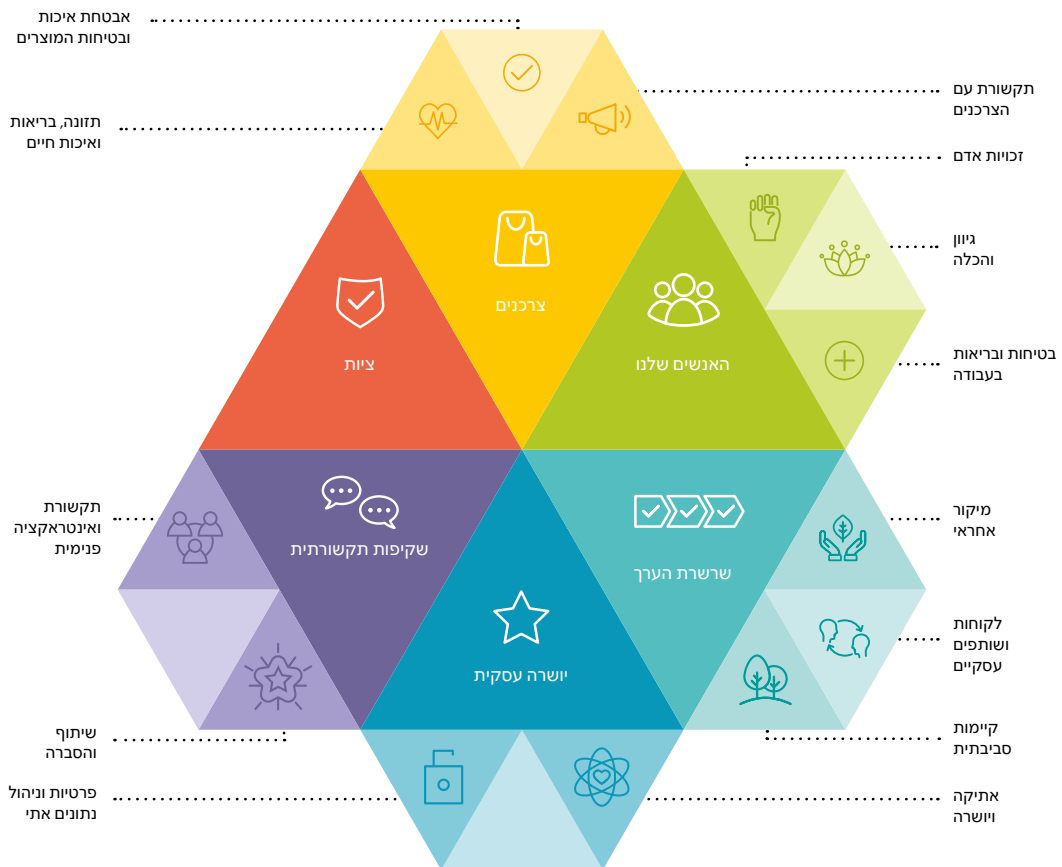 אבטחת איכות
ובטיחות המוצרים
תקשורת עם
הצרכנים
תזונה, בריאות
ואיכות חיים
זכויות אדם
גיוון
והכלה
צרכנים
האנשים שלנו
ציות
בטיחות ובריאות
בעבודה
מיקור
אחראי
תקשורת
ואינטראקציה
פנימית
שקיפות תקשורתית
שרשרת הערך
לקוחות
ושותפים
עסקיים
יושרה עסקית
קיימות
סביבתית
שיתוף
והסברה
אתיקה
ויושרה
פרטיות וניהול
נתונים אתי